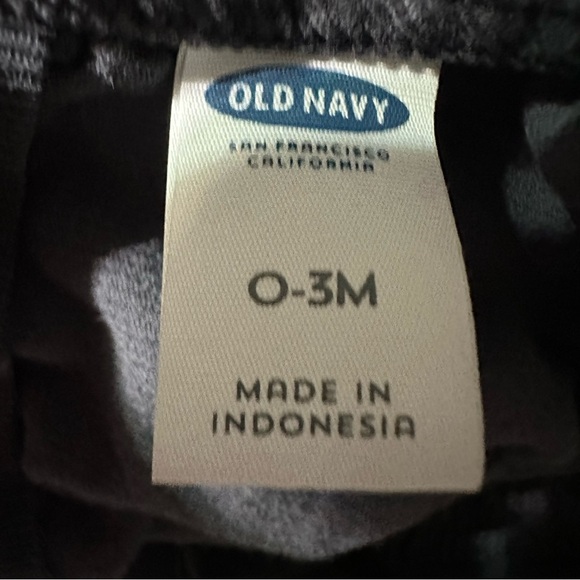 OLD NAVY
SAN FRANCISCO
CALIFORNIA
0-3M
MADE IN
INDONESIA